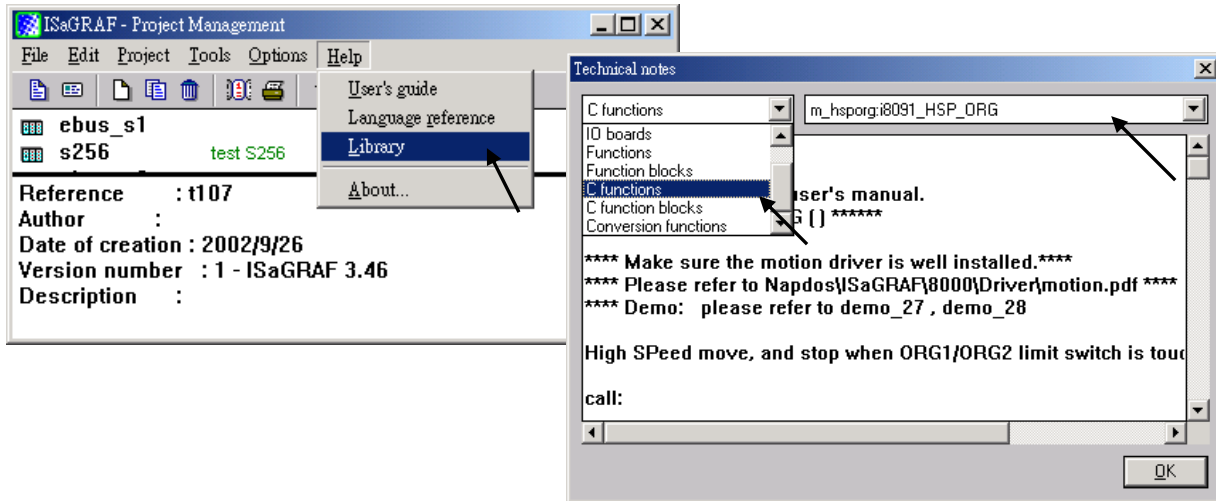 ISaGRAF - Project Management
File Edit Project Tools Options Help
User's guide
Language reference
Library
About...
ebus_s1
s256 test S256
Reference : t107
Author :
Date of creation : 2002/9/26
Version number : 1 - ISaGRAF 3.46
Description :
Technical notes
C functions m_hsporg:i8091_HSP_ORG
IO boards
Functions
Function blocks
C functions
C function blocks
Conversion functions
user's manual.
() ******
**** Make sure the motion driver is well installed.****
**** Please refer to Napdos\ISaGRAF\8000\Driver\motion.pdf ****
**** Demo: please refer to demo_27 , demo_28
High SPeed move, and stop when ORG1/ORG2 limit switch is
call:
OK